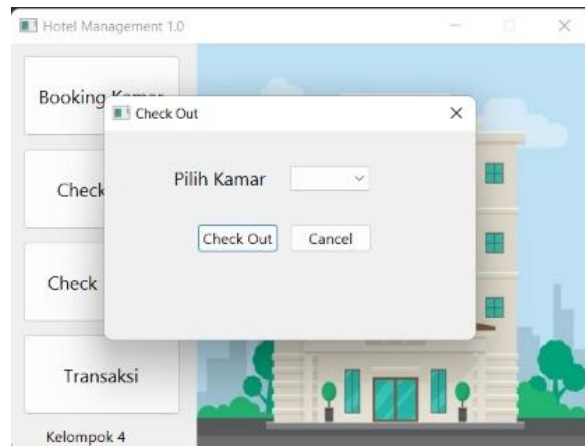 Hotel Management 1.0
Booking
Check Out
Check
Pilih Kamar
Check Out
Cancel
Check
Transaksi
Kelompok 4